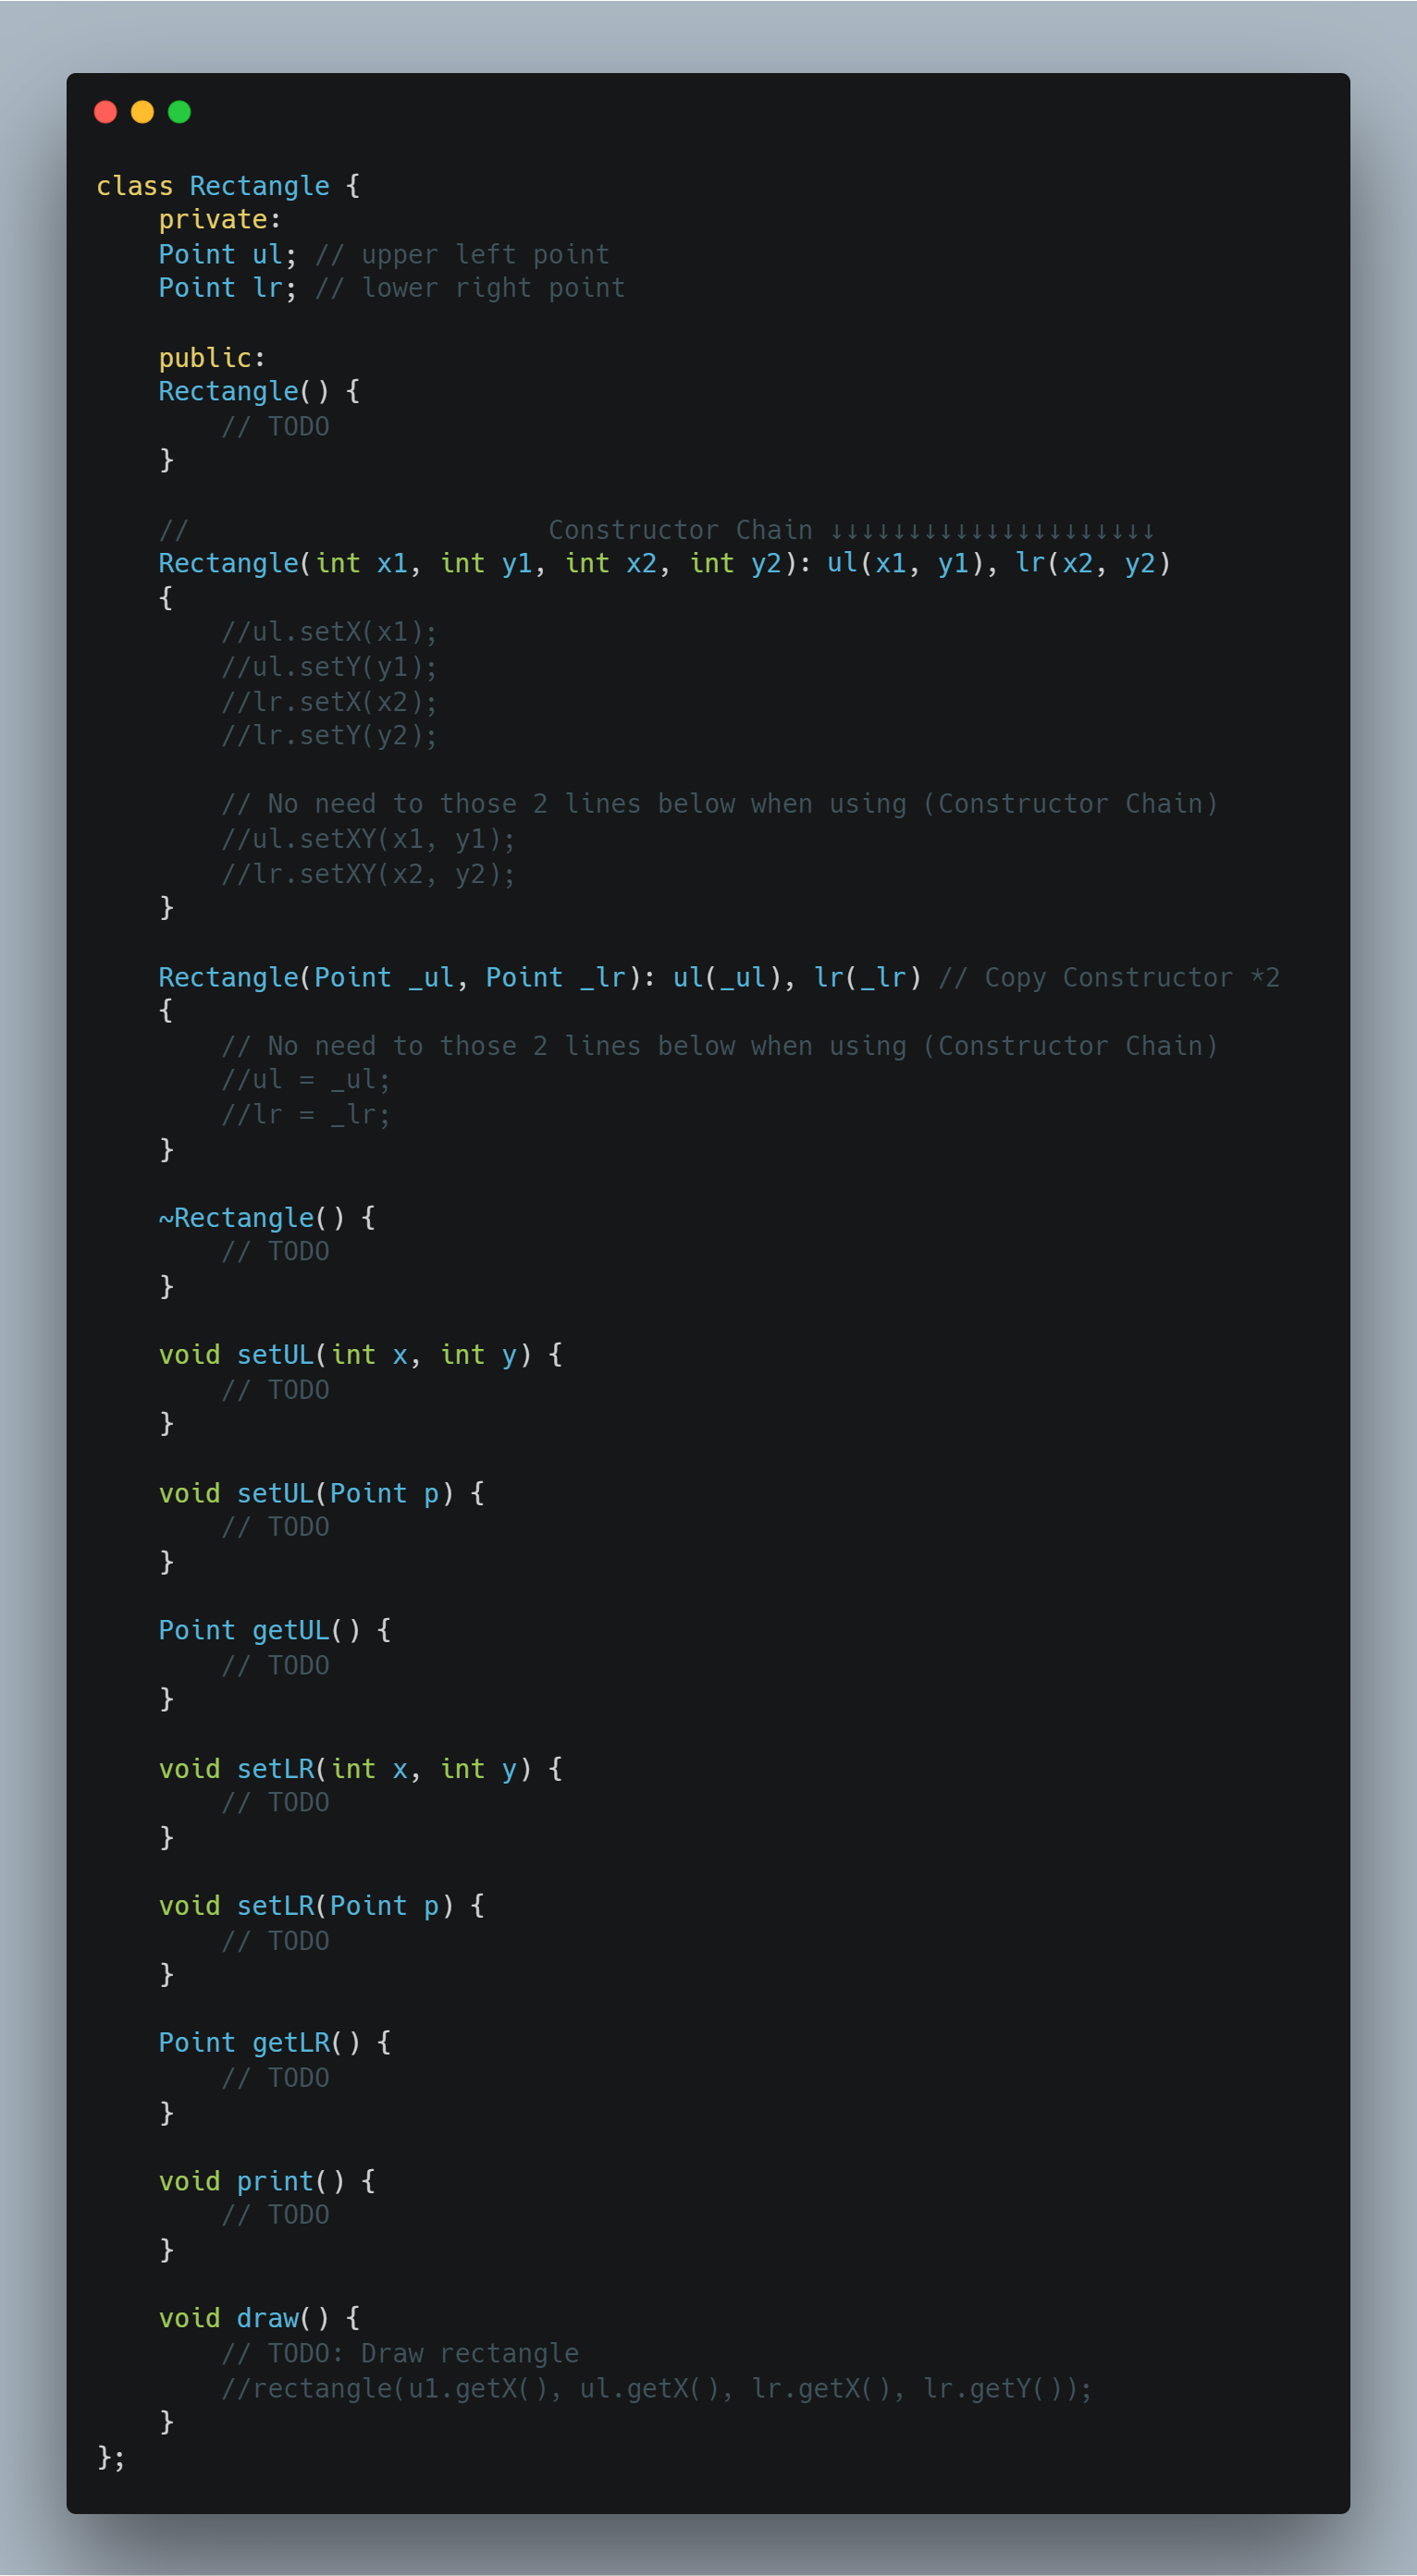 class Rectangle {
    private:
    Point ul; // upper left point
    Point lr; // lower right point

    public:
    Rectangle() {
        // TODO
    }

    //                       Constructor Chain ↓↓↓↓↓↓↓↓↓↓↓↓↓↓↓↓↓↓↓↓↓
    Rectangle(int x1, int y1, int x2, int y2): ul(x1, y1), lr(x2, y2)
    {
        //ul.setX(x1);
        //ul.setY(y1);
        //lr.setX(x2);
        //lr.setY(y2);

        // No need to those 2 lines below when using (Constructor Chain)
        //ul.setXY(x1, y1);
        //lr.setXY(x2, y2);
    }

    Rectangle(Point _ul, Point _lr): ul(_ul), lr(_lr) // Copy Constructor *2
    {
        // No need to those 2 lines below when using (Constructor Chain)
        //ul = _ul;
        //lr = _lr;
    }

    ~Rectangle() {
        // TODO
    }

    void setUL(int x, int y) {
        // TODO
    }

    void setUL(Point p) {
        // TODO
    }

    Point getUL() {
        // TODO
    }

    void setLR(int x, int y) {
        // TODO
    }

    void setLR(Point p) {
        // TODO
    }

    Point getLR() {
        // TODO
    }

    void print() {
        // TODO
    }

    void draw() {
        // TODO: Draw rectangle
        //rectangle(u1.getX(), ul.getX(), lr.getX(), lr.getY());
    }
};